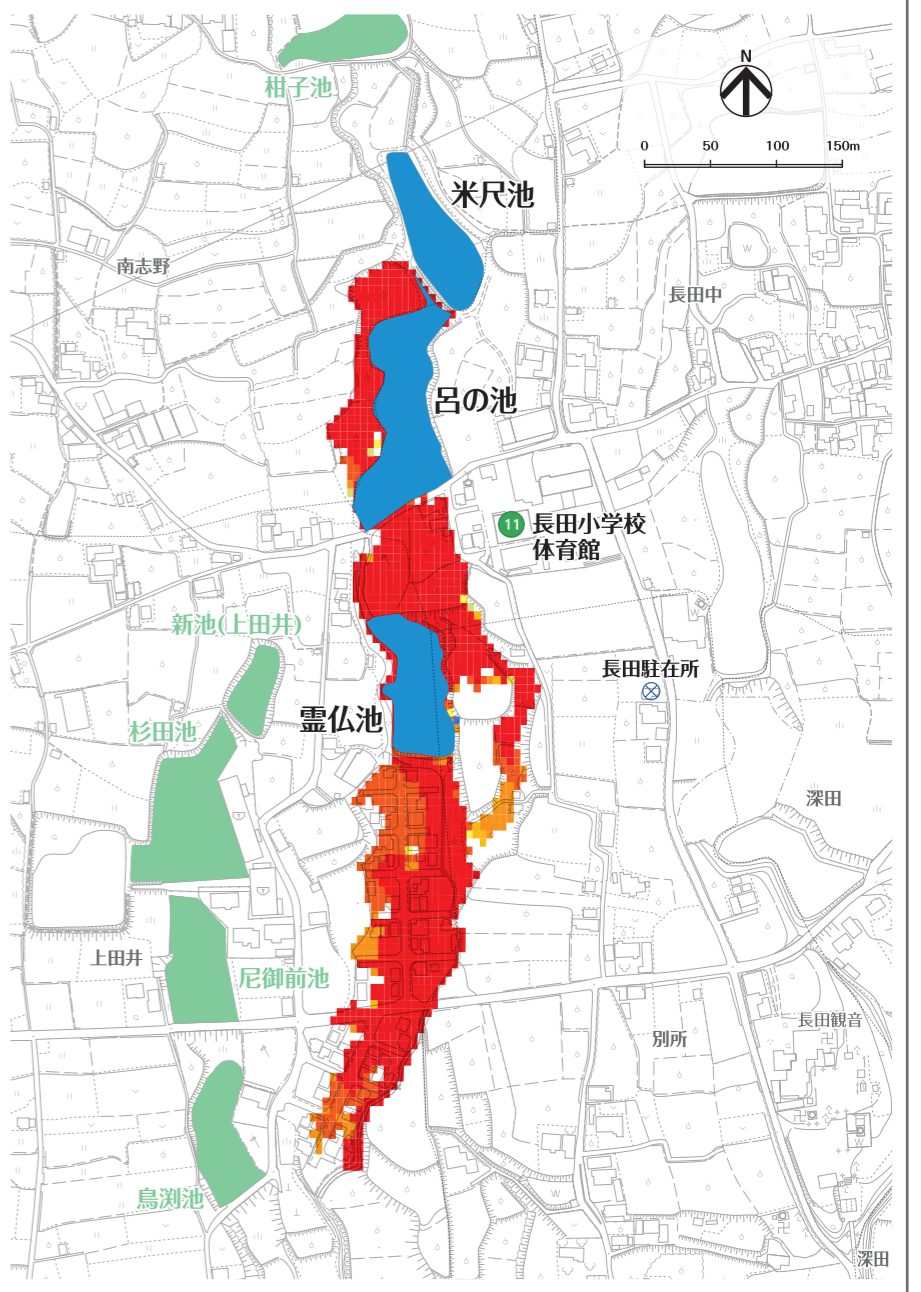 柑子池
N
0 50 100 150m
米尺池
南志野
長田中
呂の池
11 長田小学校
体育館
新池(上田井)
長田駐在所
霊仏池
杉田池
深田
上田井
尼御前池
長田観音
別所
鳥渕池
深田